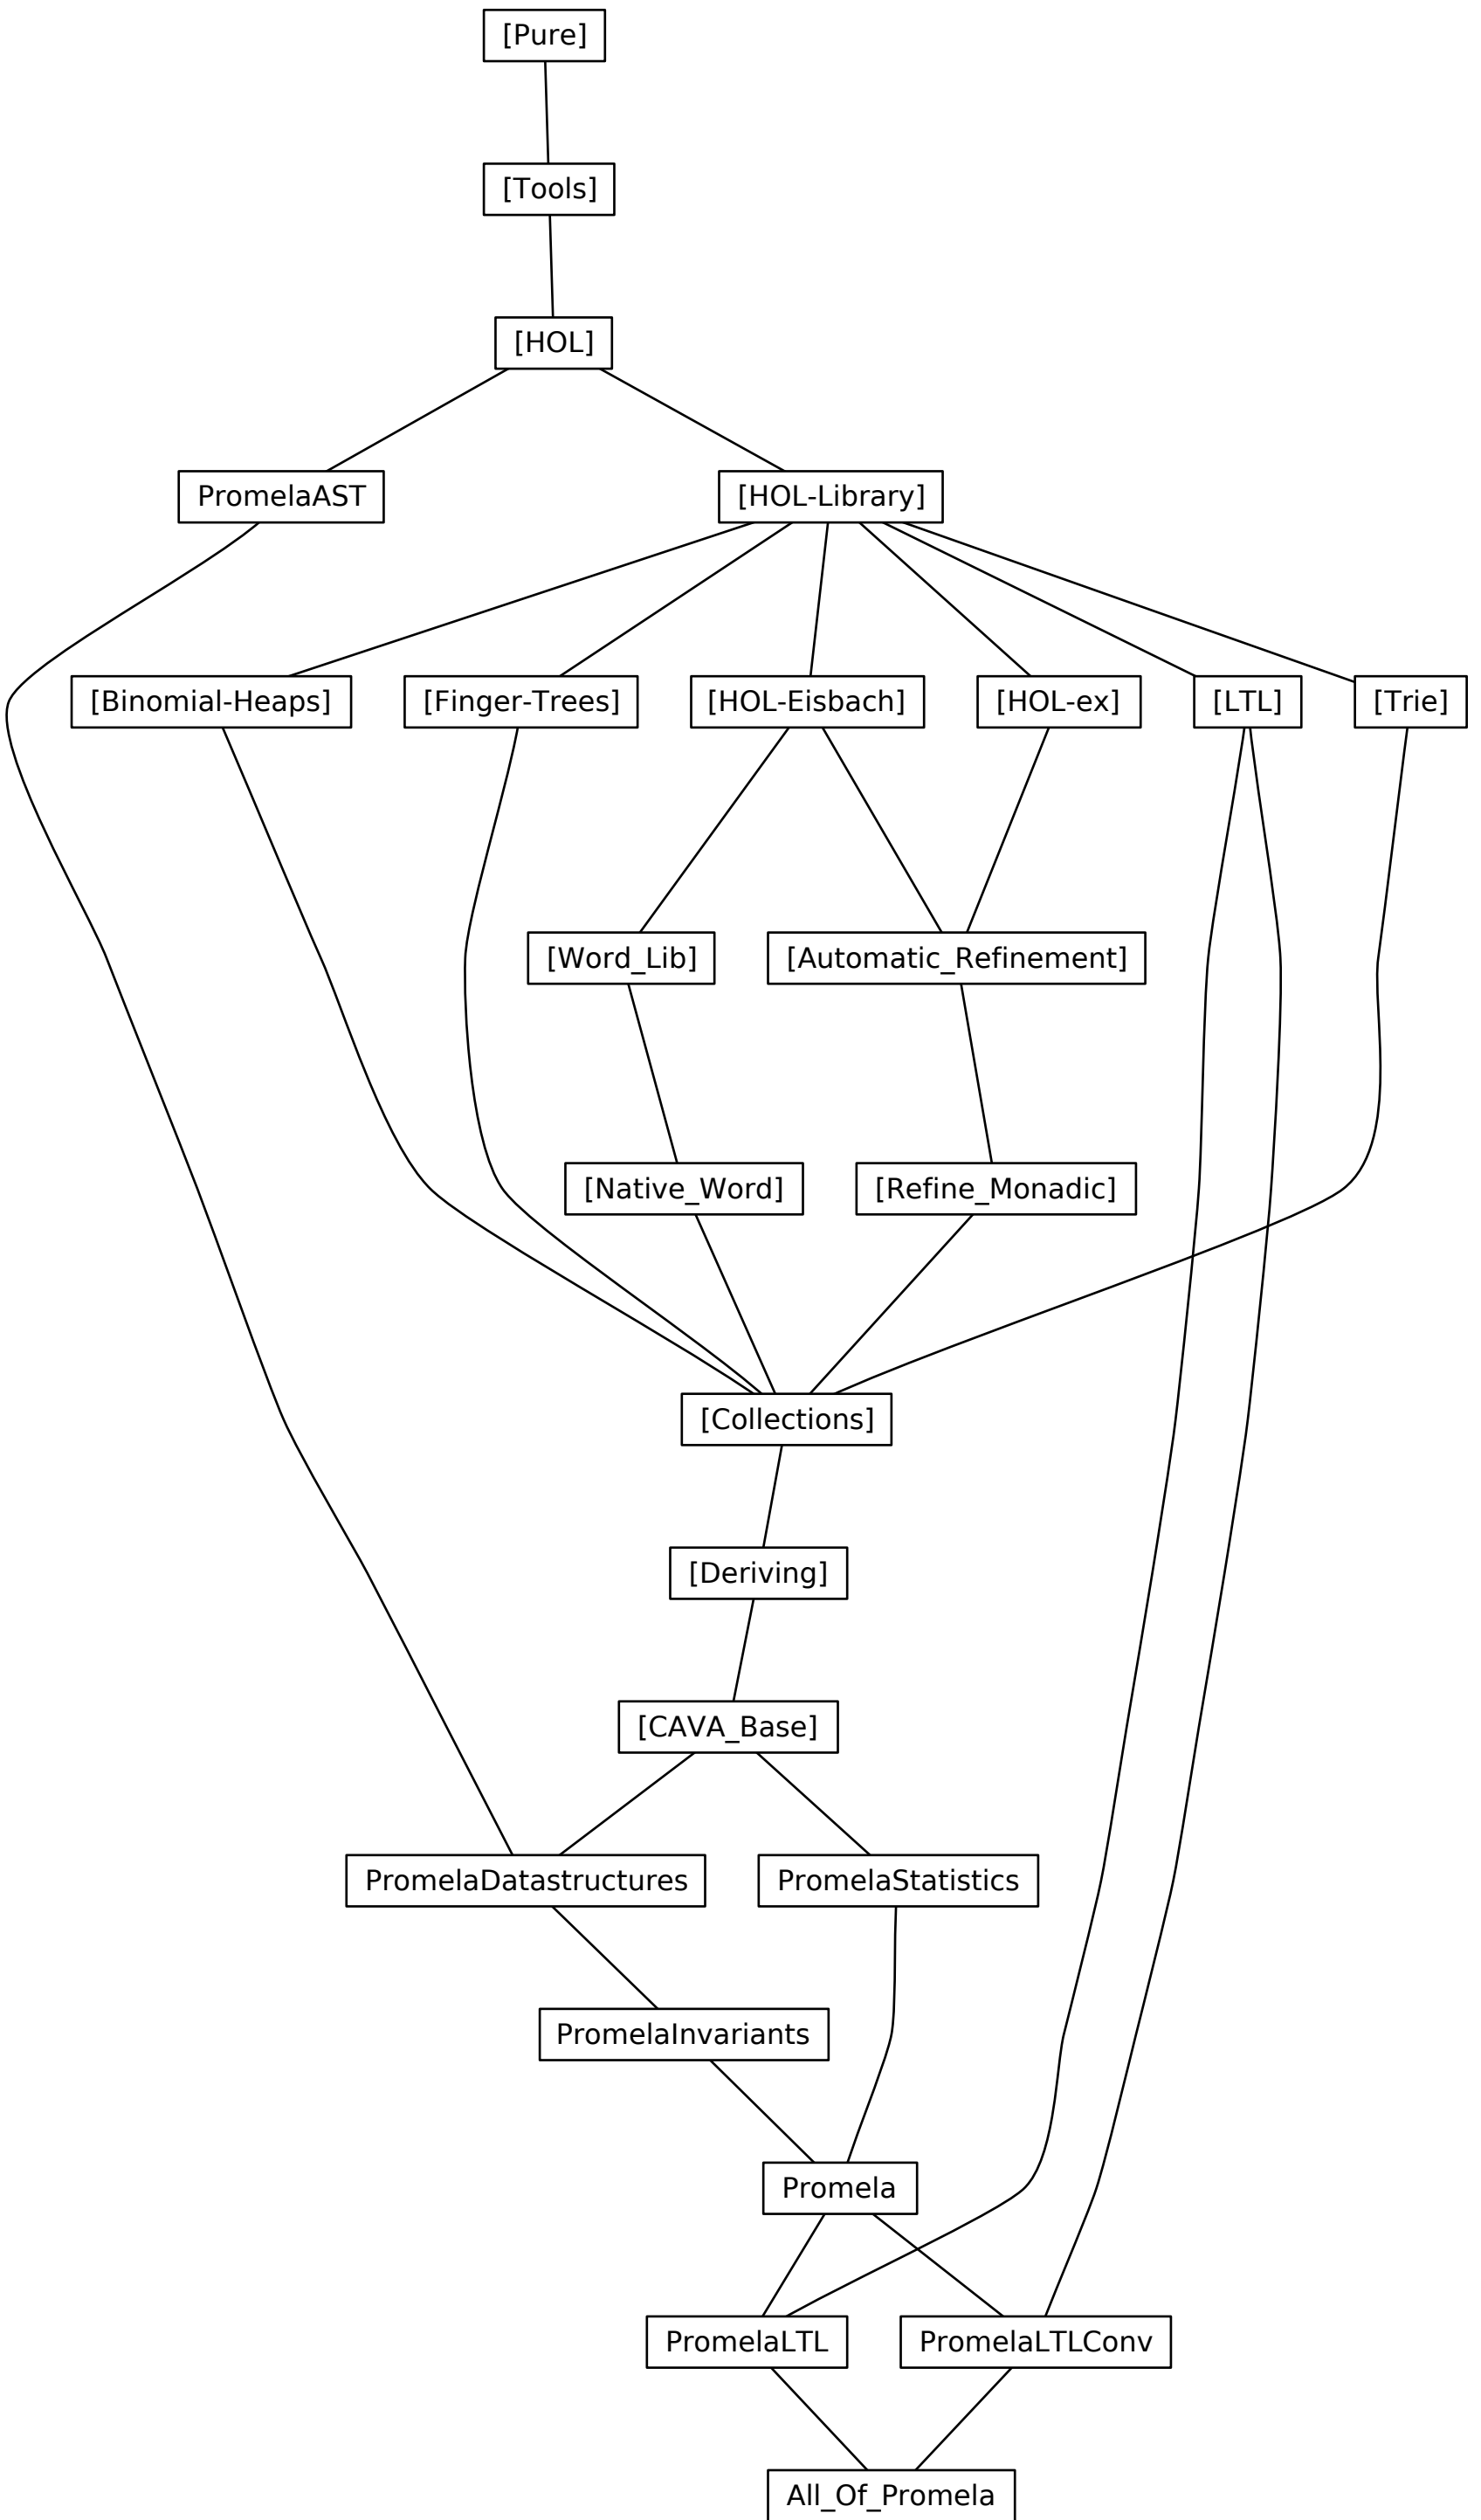 [Pure]
[Tools]
[HOL]
PromelaAST
[HOL-Library]
[Binomial-Heaps]
[Finger-Trees]
[HOL-Eisbach]
[HOL-ex]
[LTL]
[Trie]
[Word_Lib]
[Automatic_Refinement]
[Native_Word]
[Refine_Monadic]
[Collections]
[Deriving]
[CAVA_Base]
PromelaDatastructures
PromelaStatistics
PromelaInvariants
Promela
PromelaLTL
PromelaLTLConv
All_Of_Promela